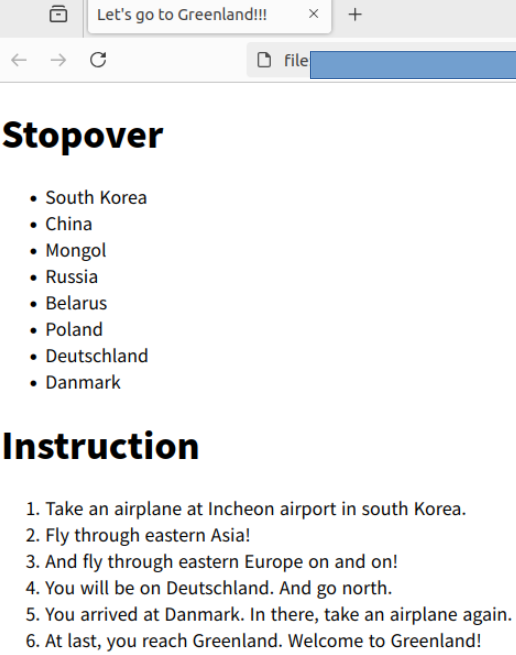 Let's go to Greenland!!!
file
Stopover
South Korea
China
Mongol
Russia
Belarus
Poland
Deutschland
Danmark
Instruction
1. Take an airplane at Incheon airport in south Korea.
2. Fly through eastern Asia!
3. And fly through eastern Europe on and on!
4. You will be on Deutschland. And go north.
5. You arrived at Danmark. In there, take an airplane again.
6. At last, you reach Greenland. Welcome to Greenland!